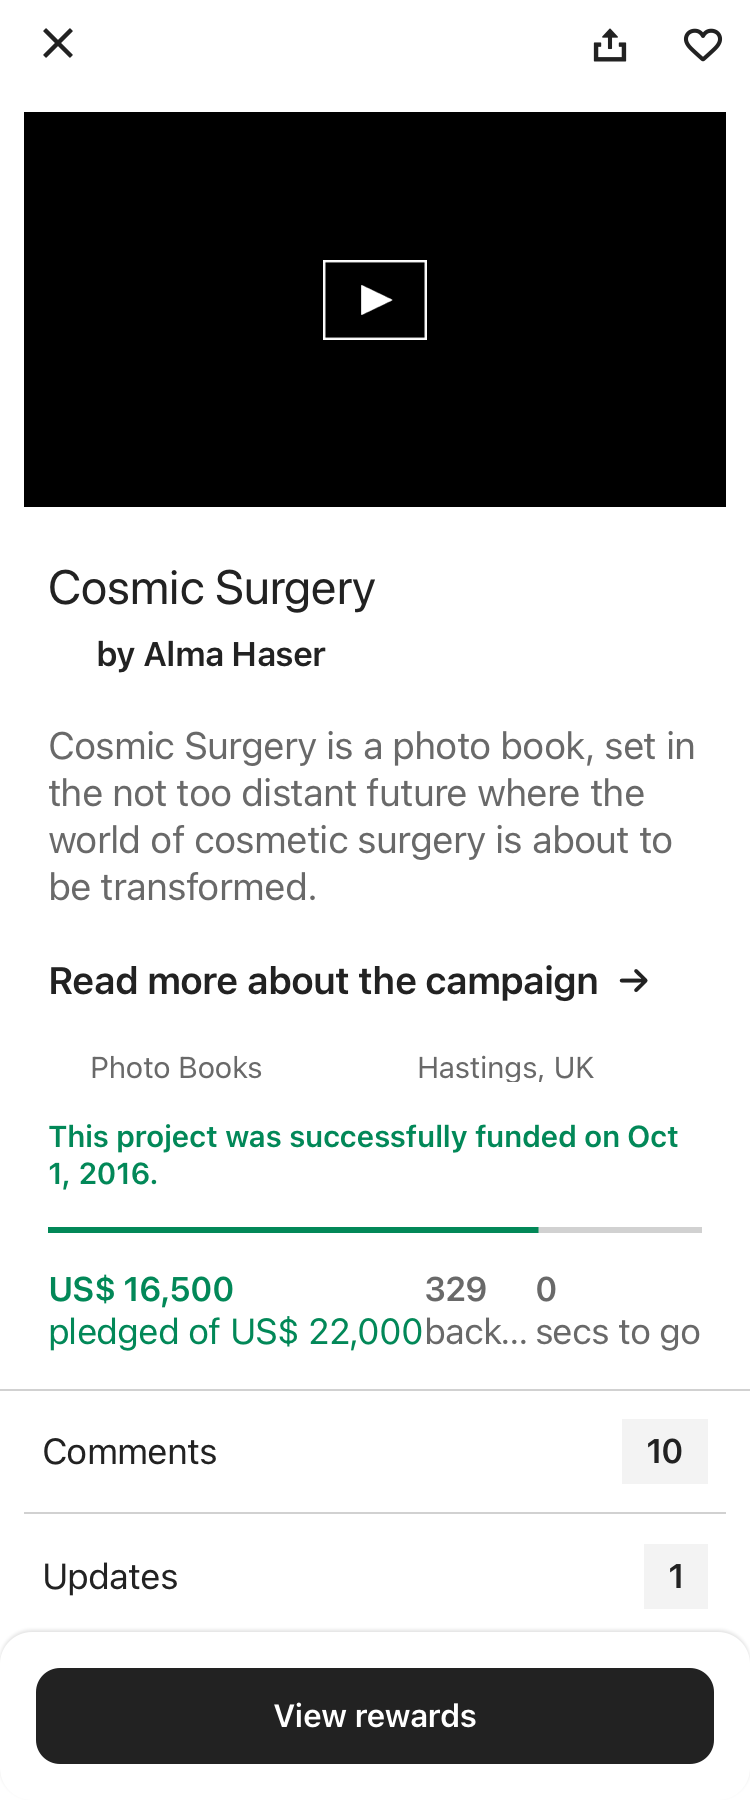 Cosmic Surgery
by Alma Haser
Cosmic Surgery is a photo book, set in
the not too distant future where the
world of cosmetic surgery is about to
be transformed.
Read more about the campaign →
Photo Books
Hastings, UK
This project was successfully funded on Oct
1, 2016.
US$ 16,500
pledged of US$ 22,000
329
back...
0
secs to go
Comments
10
Updates
1
View rewards